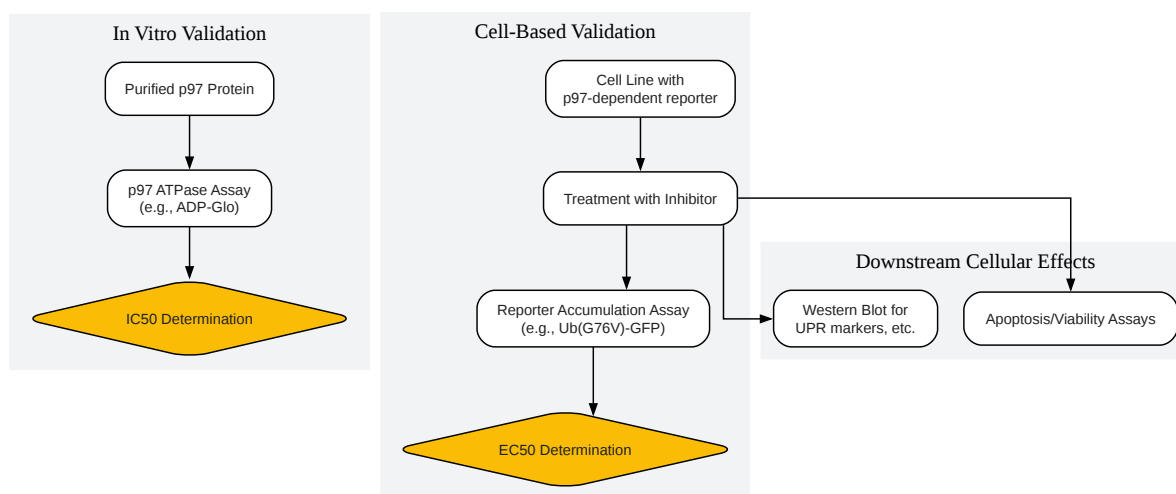 In Vitro Validation
Purified p97 Protein
p97 ATPase Assay
(e.g., ADP-Glo)
IC50 Determination
Cell-Based Validation
Cell Line with
p97-dependent reporter
Treatment with Inhibitor
Reporter Accumulation Assay
(e.g., Ub(G76V)-GFP)
EC50 Determination
Downstream Cellular Effects
Western Blot for
UPR markers, etc.
Apoptosis/Viability Assays